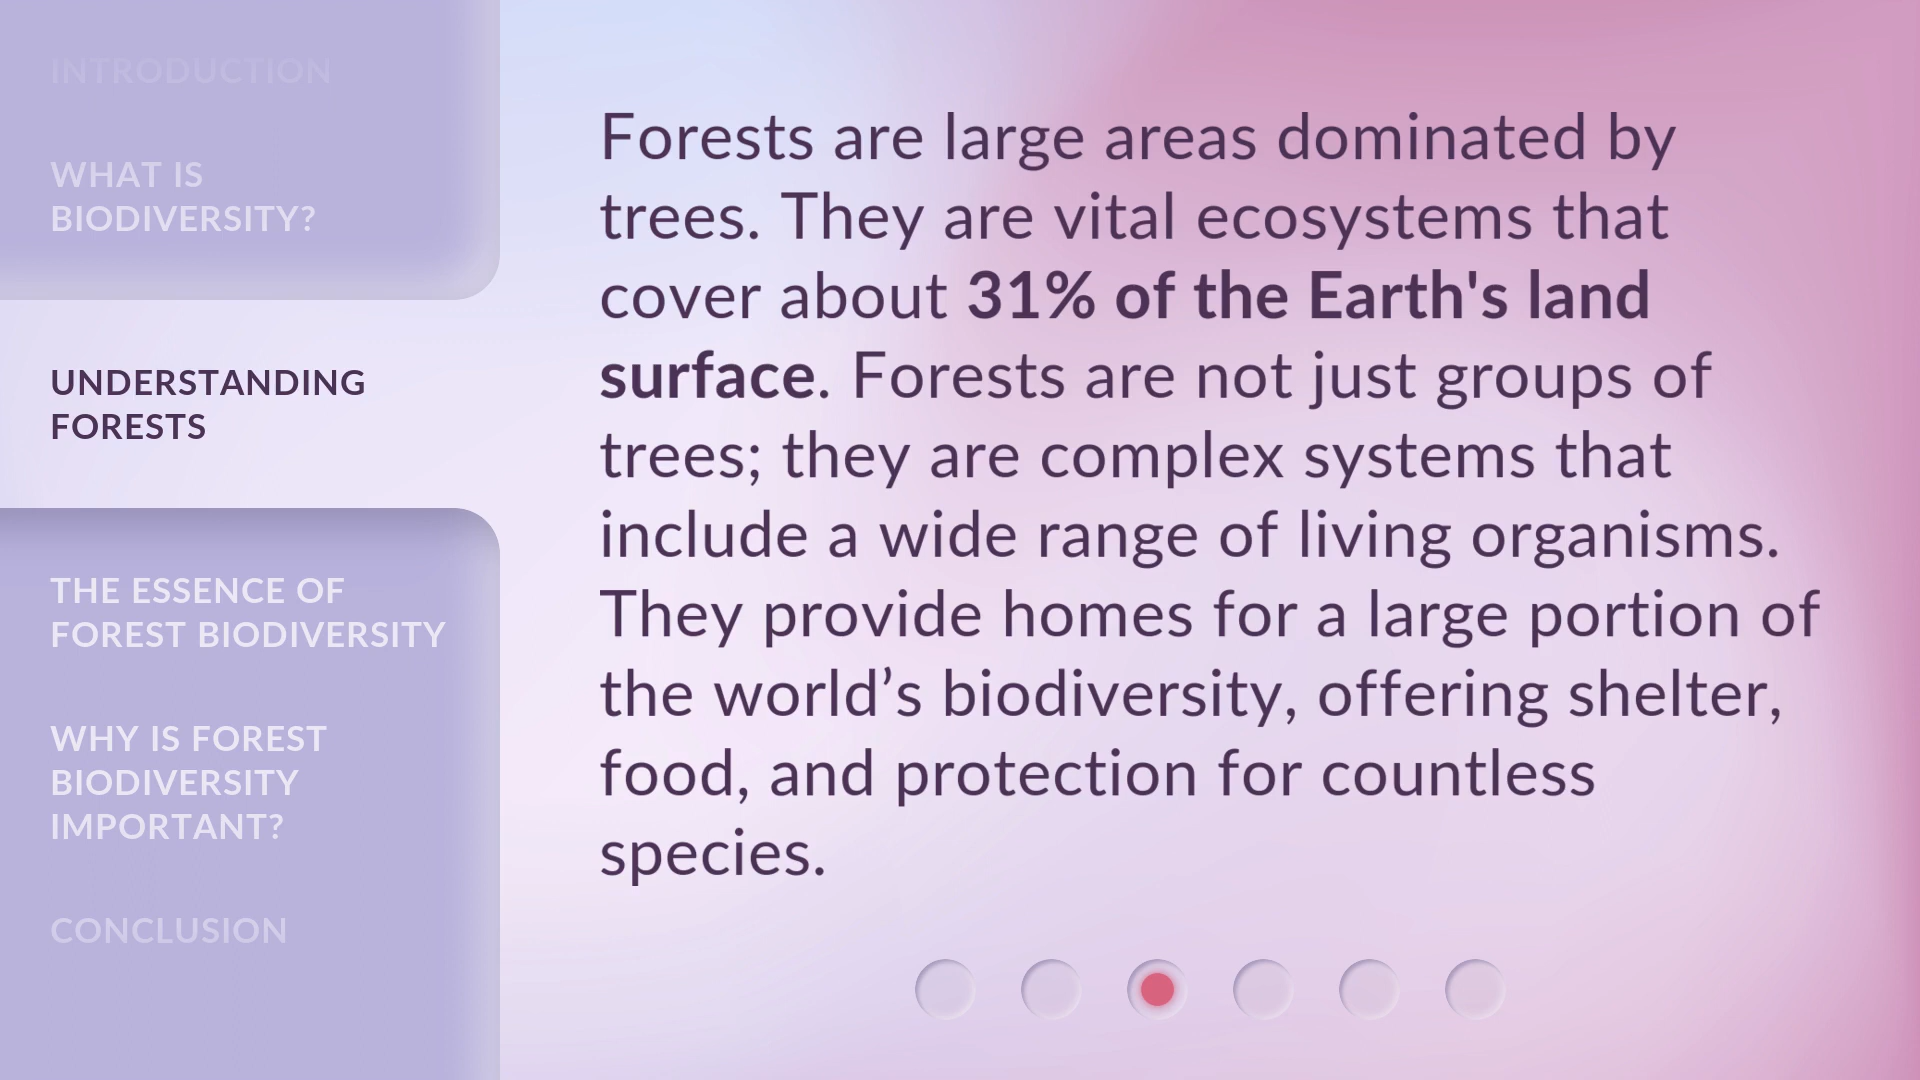 INTRODUCTION
WHAT IS
BIODIVERSITY?
UNDERSTANDING
FORESTS
THE ESSENCE OF
FOREST BIODIVERSITY
WHY IS FOREST
BIODIVERSITY
IMPORTANT?
CONCLUSION
Forests are large areas dominated by
trees. They are vital ecosystems that
cover about 31% of the Earth's land
surface. Forests are not just groups of
trees; they are complex systems that
include a wide range of living organisms.
They provide homes for a large portion of
the world’s biodiversity, offering shelter,
food, and protection for countless
species.